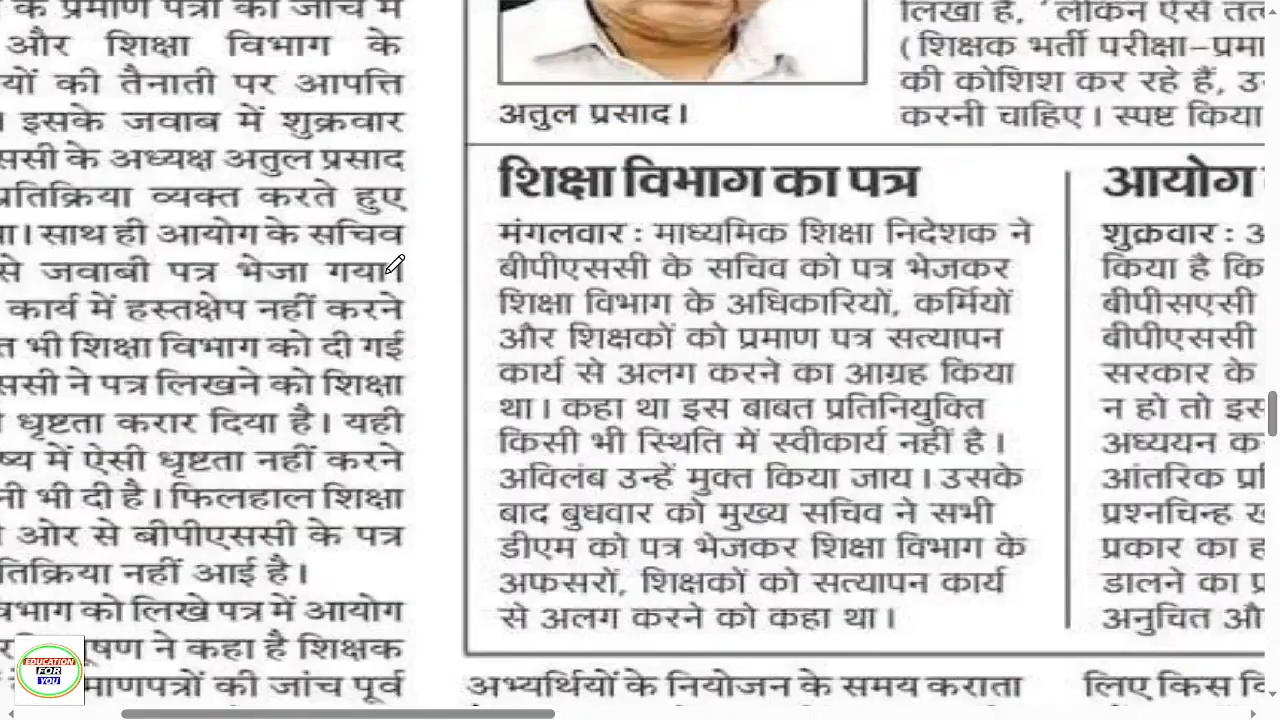 के प्रमाण पत्रों की जांच में
और शिक्षा विभाग के
यों की तैनाती पर आपत्ति
। इसके जवाब में शुक्रवार
ससी के अध्यक्ष अतुल प्रसाद
प्रतिक्रिया व्यक्त करते हुए
ा। साथ ही आयोग के सचिव
से जवाबी पत्र भेजा गया।
कार्य में हस्तक्षेप नहीं करने
त भी शिक्षा विभाग को दी गई
ससी ने पत्र लिखने को शिक्षा
धृष्टता करार दिया है। यही
ष्य में ऐसी धृष्टता नहीं करने
नी भी दी है। फिलहाल शिक्षा
ओर से बीपीएससी के पत्र
तिक्रिया नहीं आई है।
वभाग को लिखे पत्र में आयोग
षण ने कहा है शिक्षक
माणपत्रों की जांच पूर्व
EDUCATION
FOR
YOU
अतुल प्रसाद।
शिक्षा विभाग का पत्र
मंगलवार : माध्यमिक शिक्षा निदेशक ने
बीपीएससी के सचिव को पत्र भेजकर
शिक्षा विभाग के अधिकारियों, कर्मियों
और शिक्षकों को प्रमाण पत्र सत्यापन
कार्य से अलग करने का आग्रह किया
था। कहा था इस बाबत प्रतिनियुक्ति
किसी भी स्थिति में स्वीकार्य नहीं है।
अविलंब उन्हें मुक्त किया जाय। उसके
बाद बुधवार को मुख्य सचिव ने सभी
डीएम को पत्र भेजकर शिक्षा विभाग के
अफसरों, शिक्षकों को सत्यापन कार्य
से अलग करने को कहा था।
अभ्यर्थियों के नियोजन के समय कराता
लिखा है, 'लेकिन ऐसे तत
(शिक्षक भर्ती परीक्षा-प्रमा
की कोशिश कर रहे हैं, उ
करनी चाहिए। स्पष्ट किया
आयोग
शुक्रवार : अ
किया है कि
बीपीसएसी
बीपीएससी
सरकार के
न हो तो इस
अध्ययन क
आंतरिक प्रि
प्रश्नचिन्ह ख
प्रकार का ह
डालने का प्र
अनुचित औ
लिए किस वि